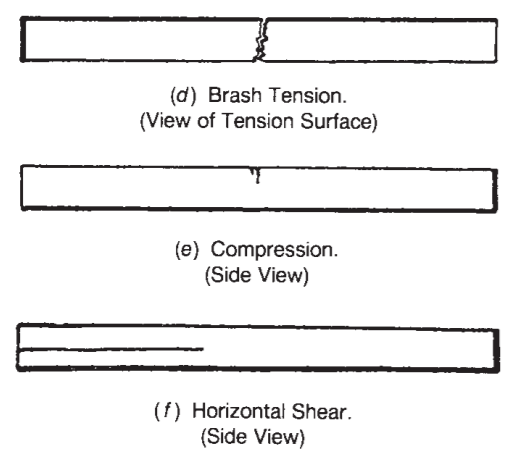 (d) Brash Tension.
(View of Tension Surface)
(e) Compression.
(Side View)
(f) Horizontal Shear.
(Side View)